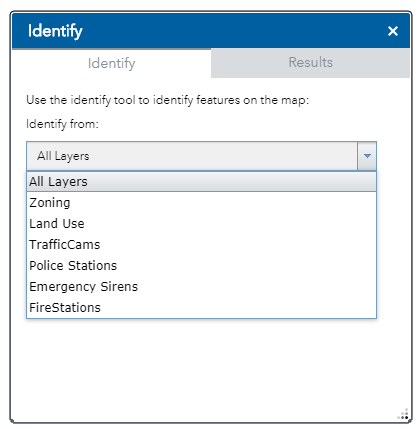 Identify
Identify Results
Use the identify tool to identify features on the map:
Identify from:
All Layers
All Layers
Zoning
Land Use
TrafficCams
Police Stations
Emergency Sirens
FireStations